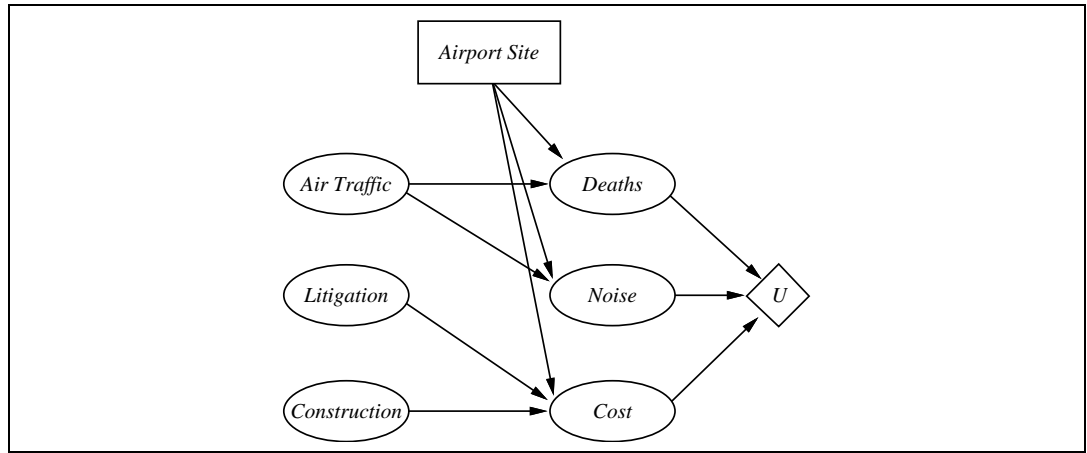 Airport Site
Air Traffic
Deaths
Litigation
Noise
U
Construction
Cost